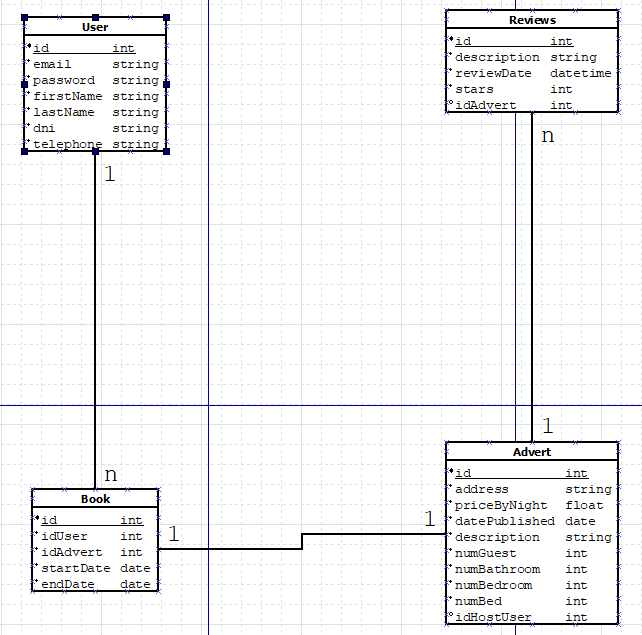 User
id int
email string
password string
firstName string
lastName string
dni string
telephone string
1
n
Reviews
id int
description string
reviewDate datetime
stars int
idAdvert int
n
1
Book
id int
idUser int
idAdvert int
startDate date
endDate date
1
1
Advert
id int
address string
priceByNight float
datePublished date
description string
numGuest int
numBathroom int
numBedroom int
numBed int
idHostUser int